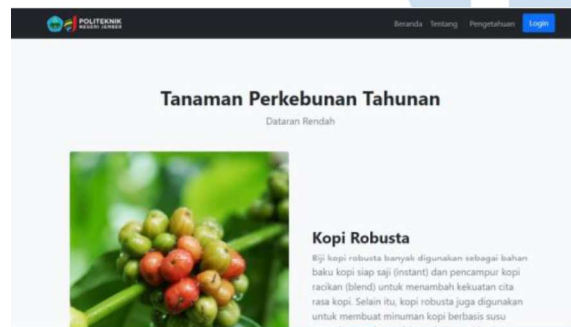 POLITEKNIK
NEGERI JEMBER
Beranda Tentang Pengetahuan Login
Tanaman Perkebunan Tahunan
Dataran Rendah
Kopi Robusta
Biji kopi robusta banyak digunakan sebagai bahan
baku kopi siap saji (instant) dan pencampur kopi
racikan (blend) untuk menambah kekuatan cita
rasa kopi. Selain itu, kopi robusta juga digunakan
untuk membuat minuman kopi berbasis susu